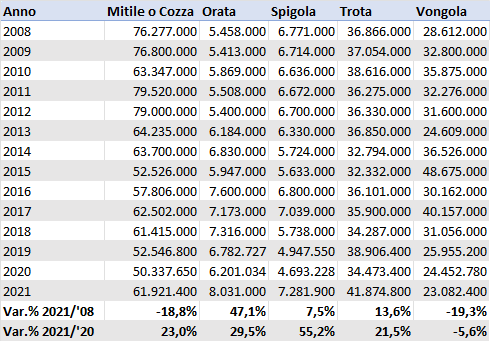 Anno Mitile o Cozza Orata Spigola Trota Vongola
2008 76.277.000 5.458.000 6.771.000 36.866.000 28.612.000
2009 76.800.000 5.413.000 6.714.000 37.054.000 32.800.000
2010 63.347.000 5.869.000 6.636.000 38.616.000 35.875.000
2011 79.520.000 5.508.000 6.672.000 36.275.000 32.276.000
2012 79.000.000 5.400.000 6.700.000 36.330.000 31.600.000
2013 64.235.000 6.184.000 6.330.000 36.850.000 24.609.000
2014 63.700.000 6.830.000 5.724.000 32.794.000 36.526.000
2015 52.526.000 5.947.000 5.633.000 32.332.000 48.675.000
2016 57.806.000 7.600.000 6.800.000 36.101.000 30.162.000
2017 62.502.000 7.173.000 7.039.000 35.900.000 40.157.000
2018 61.415.000 7.316.000 5.738.000 34.287.000 31.056.000
2019 52.546.800 6.782.727 4.947.550 38.906.400 25.955.200
2020 50.337.650 6.201.034 4.693.228 34.473.400 24.452.780
2021 61.921.400 8.031.000 7.281.900 41.874.800 23.082.400
Var.% 2021/'08 -18,8% 47,1% 7,5% 13,6% -19,3%
Var.% 2021/'20 23,0% 29,5% 55,2% 21,5% -5,6%